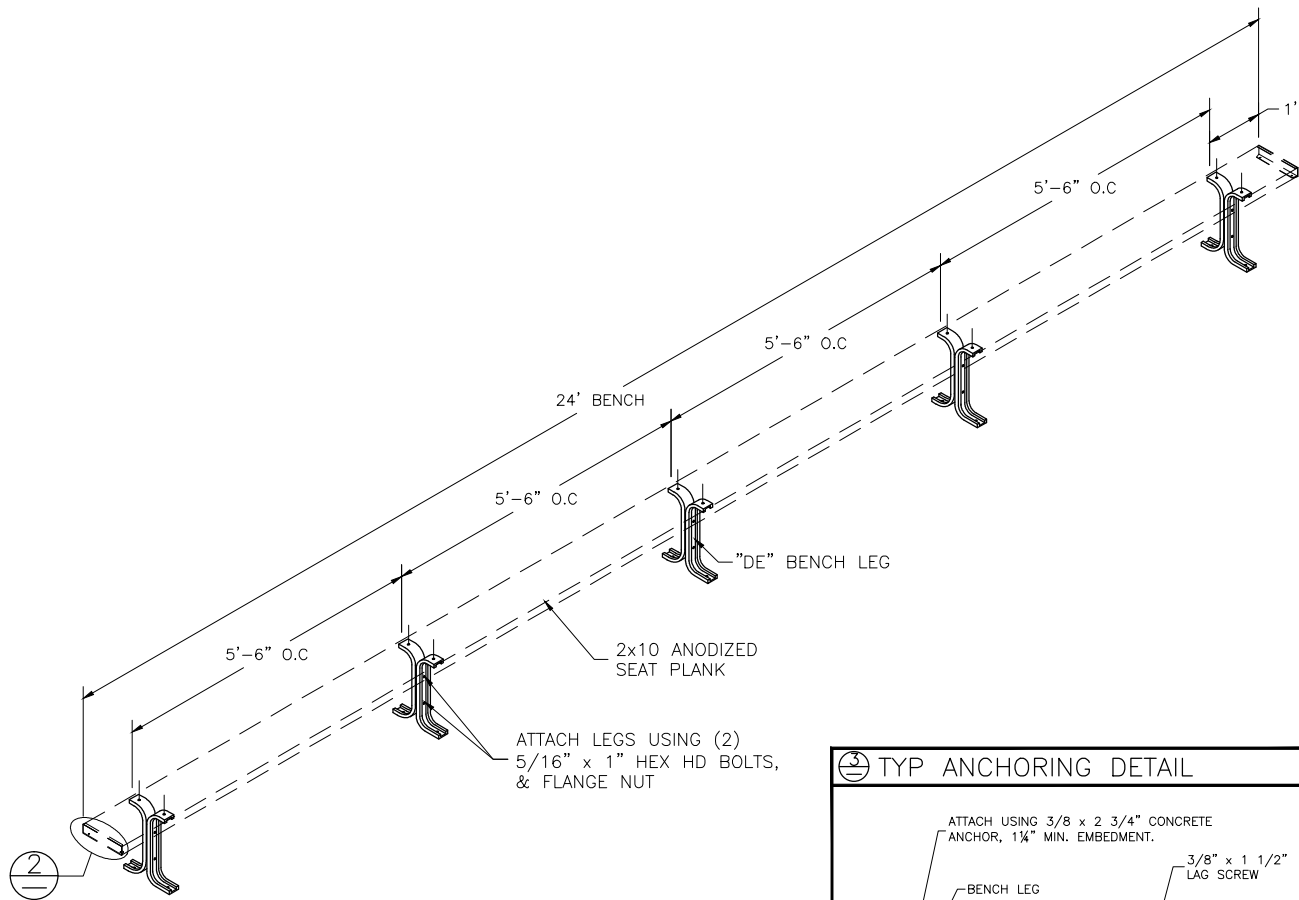 1'
5'-6" O.C
5'-6" O.C
24' BENCH
5'-6" O.C
"DE" BENCH LEG
5'-6" O.C
2x10 ANODIZED
SEAT PLANK
ATTACH LEGS USING (2)
5/16" x 1" HEX HD BOLTS,
& FLANGE NUT
2
3 TYP ANCHORING DETAIL
ATTACH USING 3/8 x 2 3/4" CONCRETE
ANCHOR, 1¼" MIN. EMBEDMENT.
3/8" x 1 1/2"
LAG SCREW
BENCH LEG